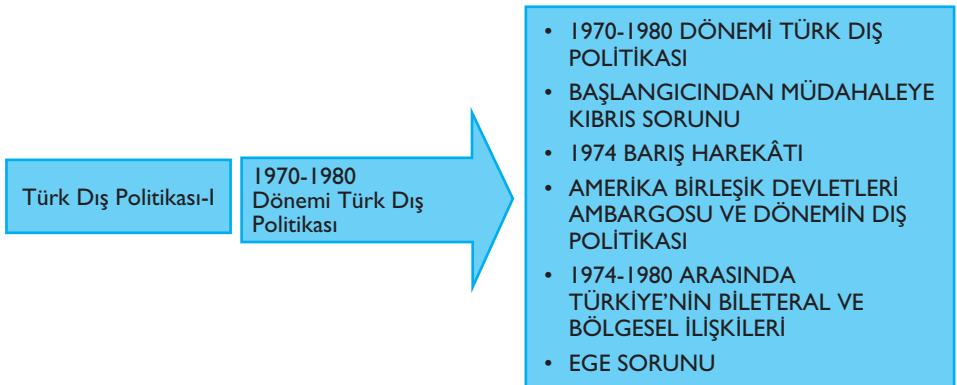 Türk Dış Politikası-I
1970-1980
Dönemi Türk Dış
Politikası
• 1970-1980 DÖNEMİ TÜRK DIŞ
POLİTİKASI
• BAŞLANGICINDAN MÜDAHALEYE
KIBRIS SORUNU
• 1974 BARIŞ HAREKÂTI
• AMERİKA BİRLEŞİK DEVLETLERİ
AMBARGOSU VE DÖNEMİN DIŞ
POLİTİKASI
• 1974-1980 ARASINDA
TÜRKİYE’NİN BİLETERAL VE
BÖLGESEL İLİŞKİLERİ
• EGE SORUNU